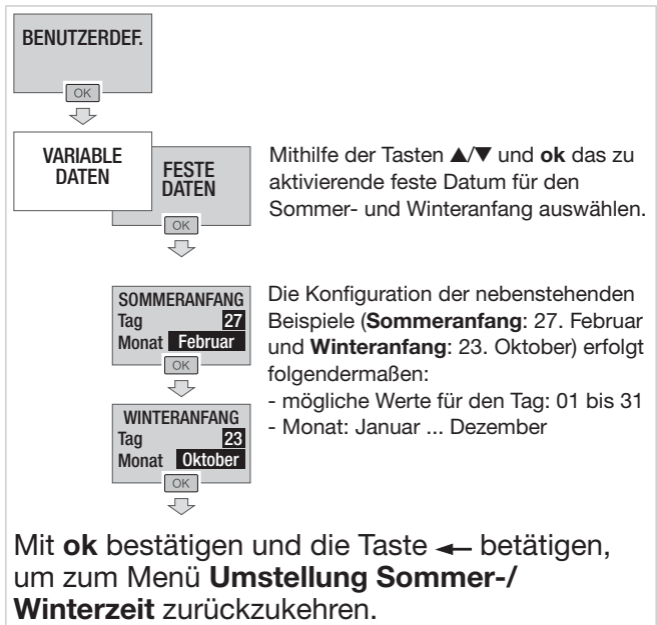 BENUTZERDEF.
OK
VARIABLE
DATEN
FESTE
DATEN
OK
Mithilfe der Tasten ▲/▼ und ok das zu
aktivierende feste Datum für den
Sommer- und Winteranfang auswählen.
SOMMERANFANG
Tag 27
Monat Februar
OK
Die Konfiguration der nebenstehenden
Beispiele (Sommeranfang: 27. Februar
und Winteranfang: 23. Oktober) erfolgt
folgendermaßen:
- mögliche Werte für den Tag: 01 bis 31
- Monat: Januar ... Dezember
WINTERANFANG
Tag 23
Monat Oktober
OK
Mit ok bestätigen und die Taste ← betätigen,
um zum Menü Umstellung Sommer-/
Winterzeit zurückzukehren.